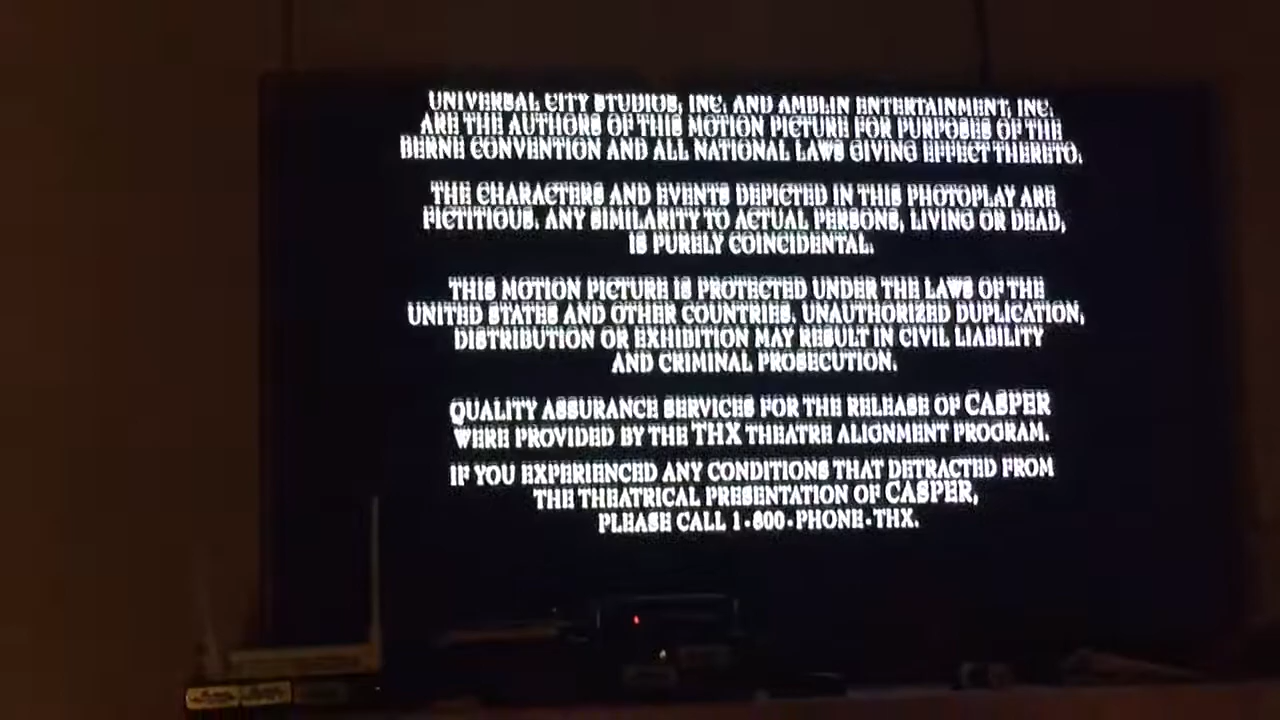 UNIVERSAL CITY STUDIOS, INC. AND AMBLIN ENTERTAINMENT, INC.
ARE THE AUTHORS OF THIS MOTION PICTURE FOR PURPOSES OF THE
BERNE CONVENTION AND ALL NATIONAL LAWS GIVING EFFECT THERETO.
THE CHARACTERS AND EVENTS DEPICTED IN THIS PHOTOPLAY ARE
FICTITIOUS. ANY SIMILARITY TO ACTUAL PERSONS, LIVING OR DEAD,
IS PURELY COINCIDENTAL.
THIS MOTION PICTURE IS PROTECTED UNDER THE LAWS OF THE
UNITED STATES AND OTHER COUNTRIES. UNAUTHORIZED DUPLICATION,
DISTRIBUTION OR EXHIBITION MAY RESULT IN CIVIL LIABILITY
AND CRIMINAL PROSECUTION.
QUALITY ASSURANCE SERVICES FOR THE RELEASE OF CASPER
WERE PROVIDED BY THE THX THEATRE ALIGNMENT PROGRAM.
IF YOU EXPERIENCED ANY CONDITIONS THAT DETRACTED FROM
THE THEATRICAL PRESENTATION OF CASPER,
PLEASE CALL 1-800-PHONE-THX.